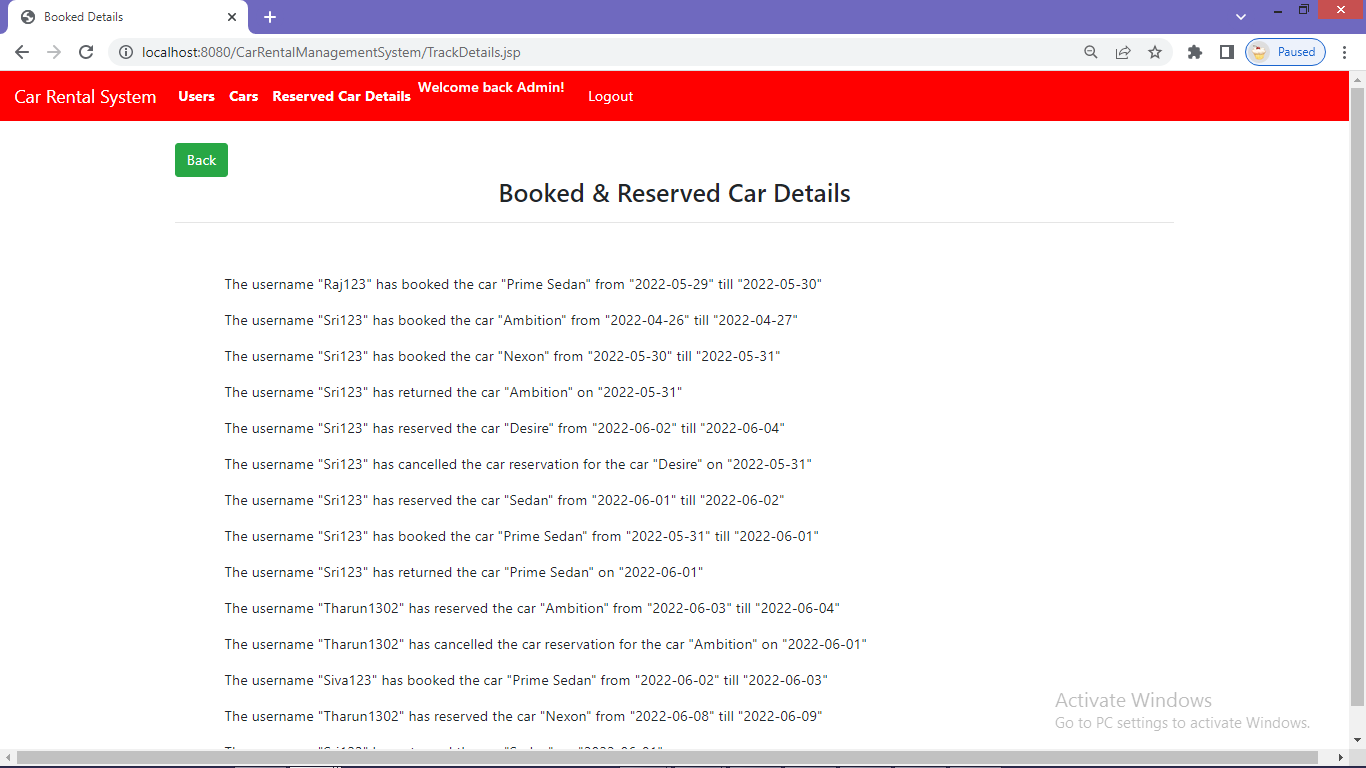 Booked Details
localhost:8080/CarRentalManagementSystem/TrackDetails.jsp
Paused
Car Rental System Users Cars Reserved Car Details Welcome back Admin! Logout
Back
Booked & Reserved Car Details
The username "Raj123" has booked the car "Prime Sedan" from "2022-05-29" till "2022-05-30"
The username "Sri123" has booked the car "Ambition" from "2022-04-26" till "2022-04-27"
The username "Sri123" has booked the car "Nexon" from "2022-05-30" till "2022-05-31"
The username "Sri123" has returned the car "Ambition" on "2022-05-31"
The username "Sri123" has reserved the car "Desire" from "2022-06-02" till "2022-06-04"
The username "Sri123" has cancelled the car reservation for the car "Desire" on "2022-05-31"
The username "Sri123" has reserved the car "Sedan" from "2022-06-01" till "2022-06-02"
The username "Sri123" has booked the car "Prime Sedan" from "2022-05-31" till "2022-06-01"
The username "Sri123" has returned the car "Prime Sedan" on "2022-06-01"
The username "Tharun1302" has reserved the car "Ambition" from "2022-06-03" till "2022-06-04"
The username "Tharun1302" has cancelled the car reservation for the car "Ambition" on "2022-06-01"
The username "Siva123" has booked the car "Prime Sedan" from "2022-06-02" till "2022-06-03"
The username "Tharun1302" has reserved the car "Nexon" from "2022-06-08" till "2022-06-09"
Activate Windows
Go to PC settings to activate Windows.